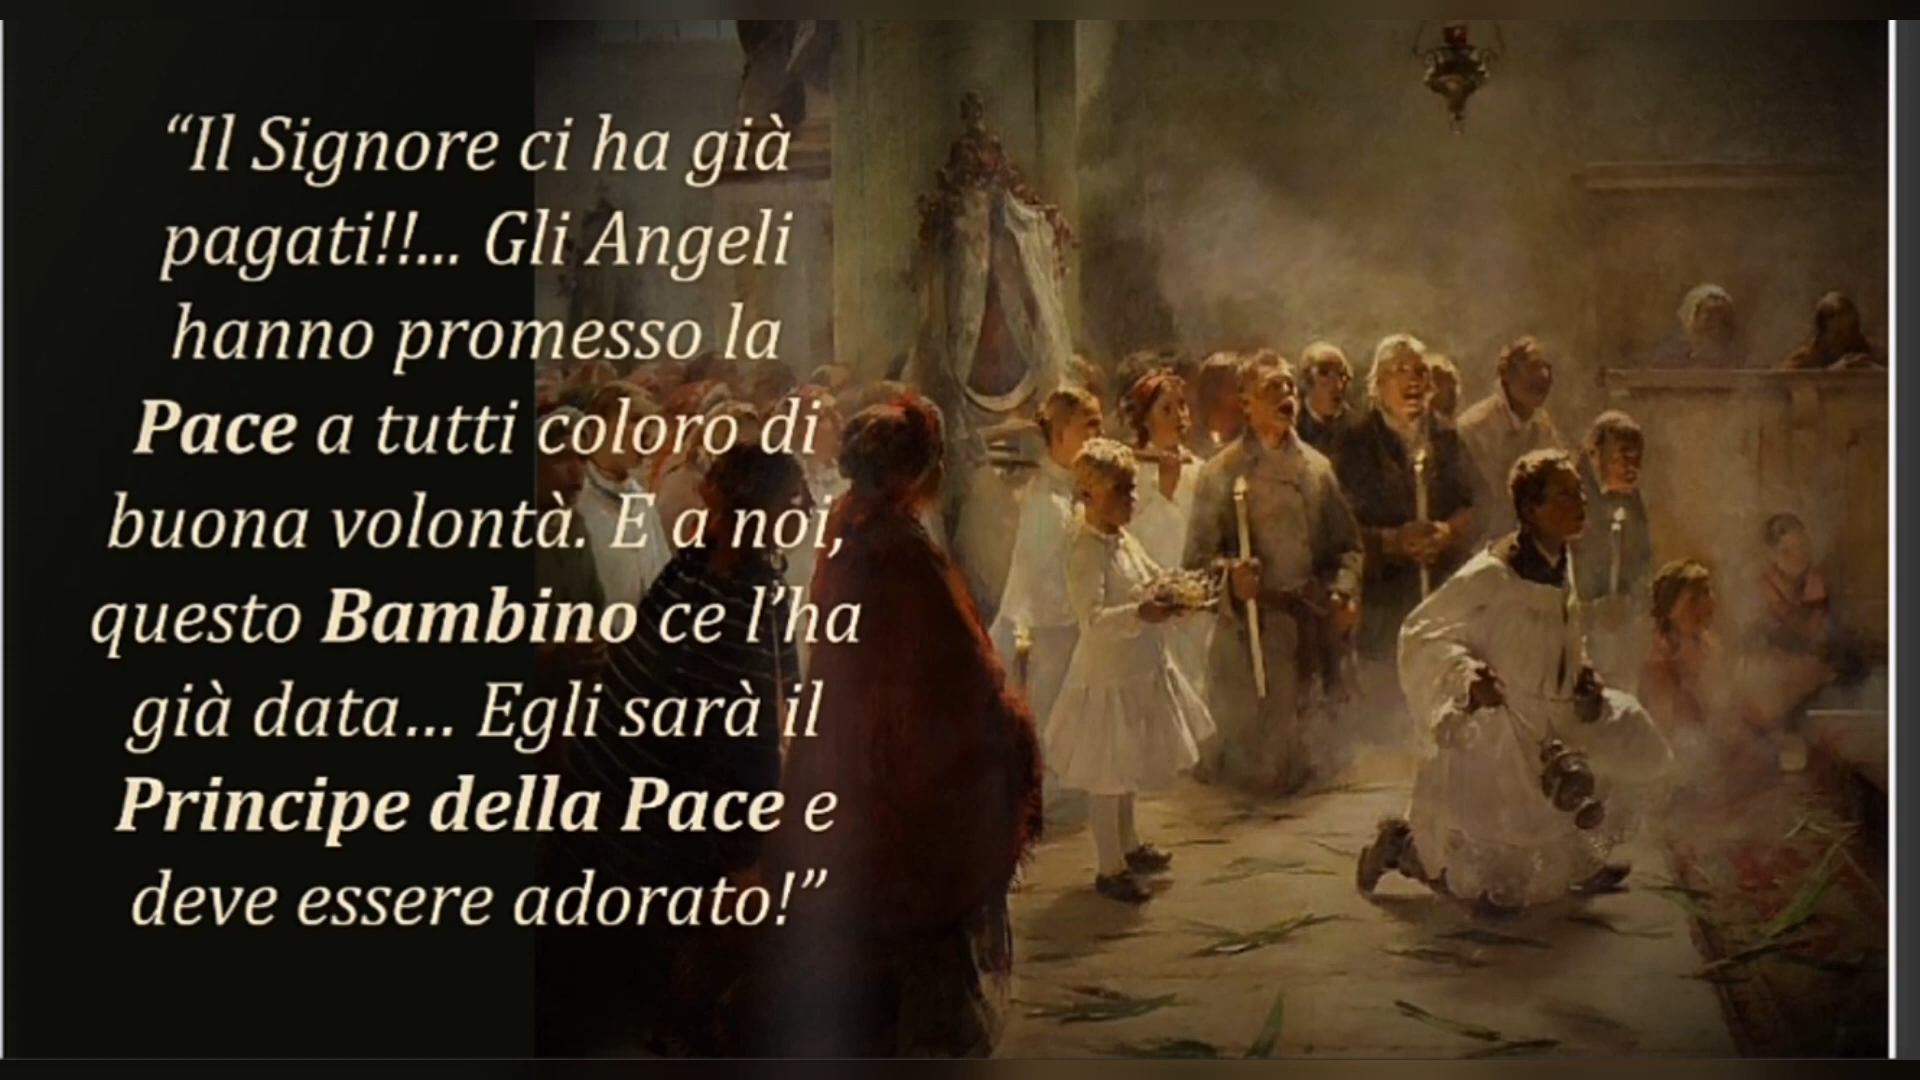 “Il Signore ci ha già
pagati!!... Gli Angeli
hanno promesso la
Pace a tutti coloro di
buona volontà. E a noi,
questo Bambino ce l’ha
già data… Egli sarà il
Principe della Pace e
deve essere adorato!”